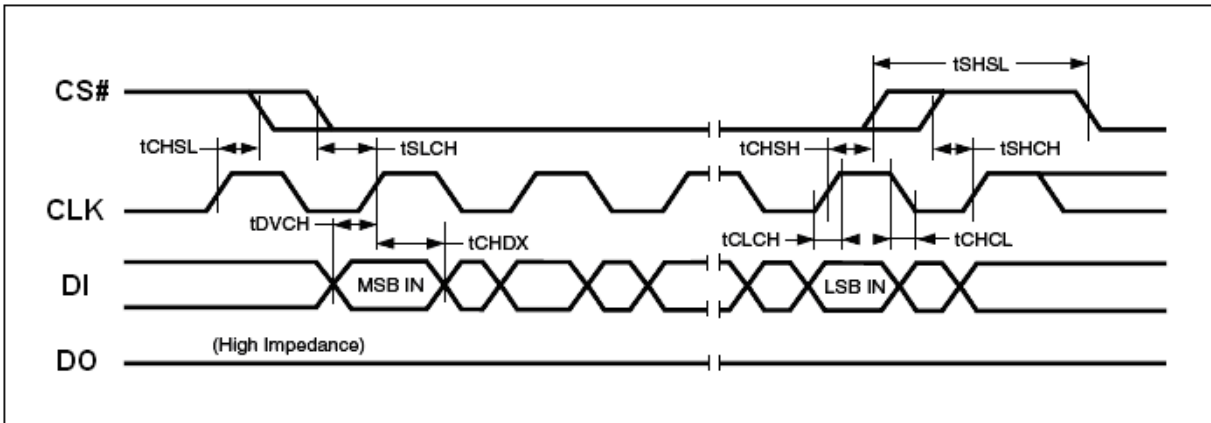 tSHSL
CS#
tCHSL
tSLCH
tCHSH
tSHCH
CLK
tDVCH
tCHDX
tCLCH
tCHCL
DI
MSB IN
LSB IN
(High Impedance)
DO